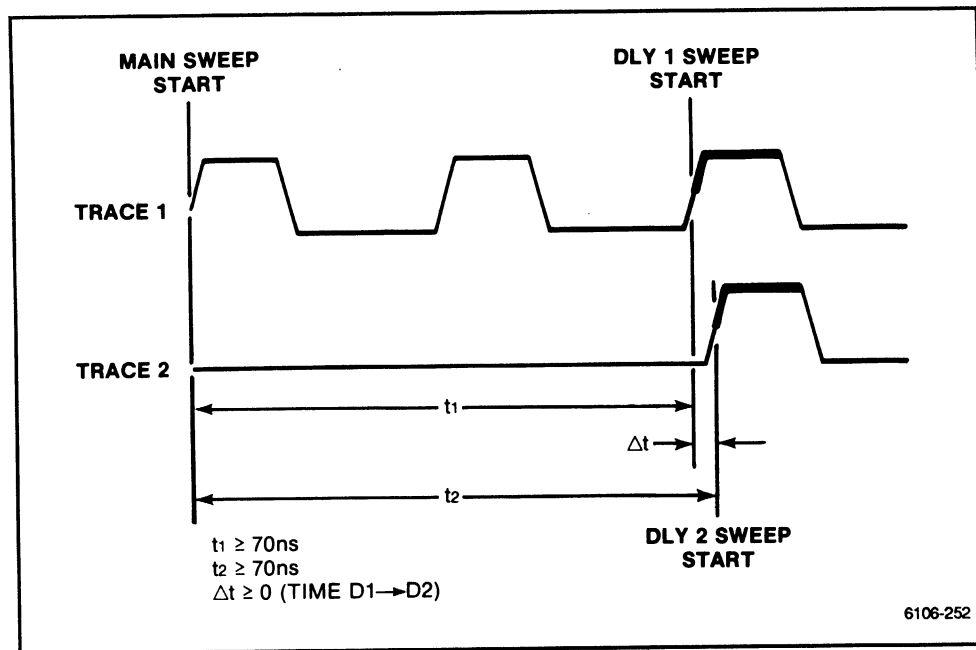 MAIN SWEEP
START
DLY 1 SWEEP
START
TRACE 1
TRACE 2
t1
Δt
t2
t1 ≥ 70ns
t2 ≥ 70ns
Δt ≥ 0 (TIME D1→D2)
DLY 2 SWEEP
START
6106-252